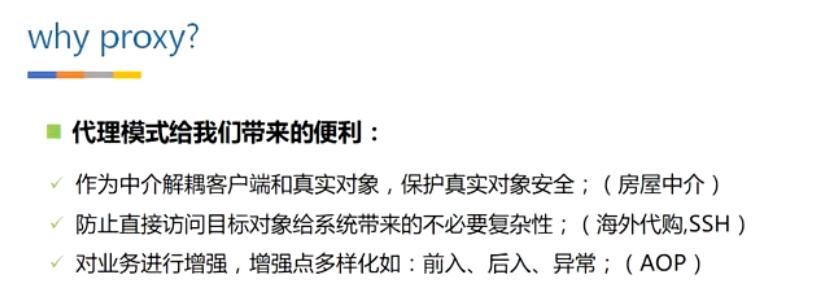 why proxy?
代理模式给我们带来的便利：
作为中介解耦客户端和真实对象，保护真实对象安全；（房屋中介）
防止直接访问目标对象给系统带来的不必要复杂性；（海外代购,SSH）
对业务进行增强，增强点多样化如：前入、后入、异常；（AOP）